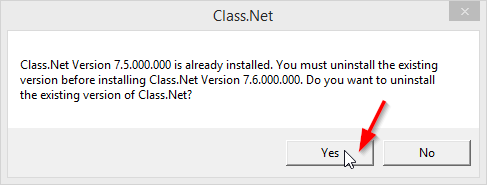 Class.Net
Class.Net Version 7.5.000.000 is already installed. You must uninstall the existing
version before installing Class.Net Version 7.6.000.000. Do you want to uninstall
the existing version of Class.Net?
Yes
No